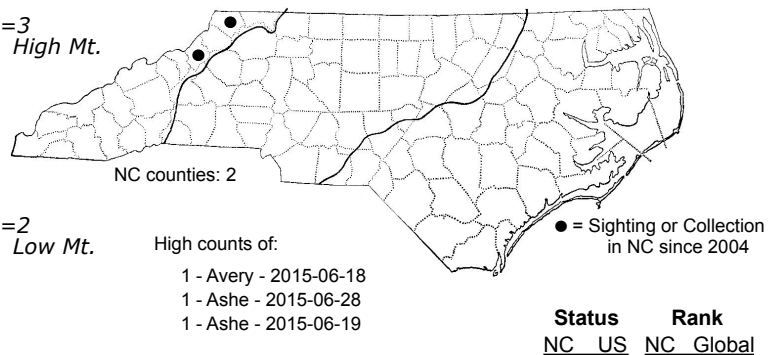 =3
High Mt.
NC counties: 2
=2
Low Mt.
High counts of:
1 - Avery - 2015-06-18
1 - Ashe - 2015-06-28
1 - Ashe - 2015-06-19
● = Sighting or Collection
in NC since 2004
Status Rank
NC US NC Global